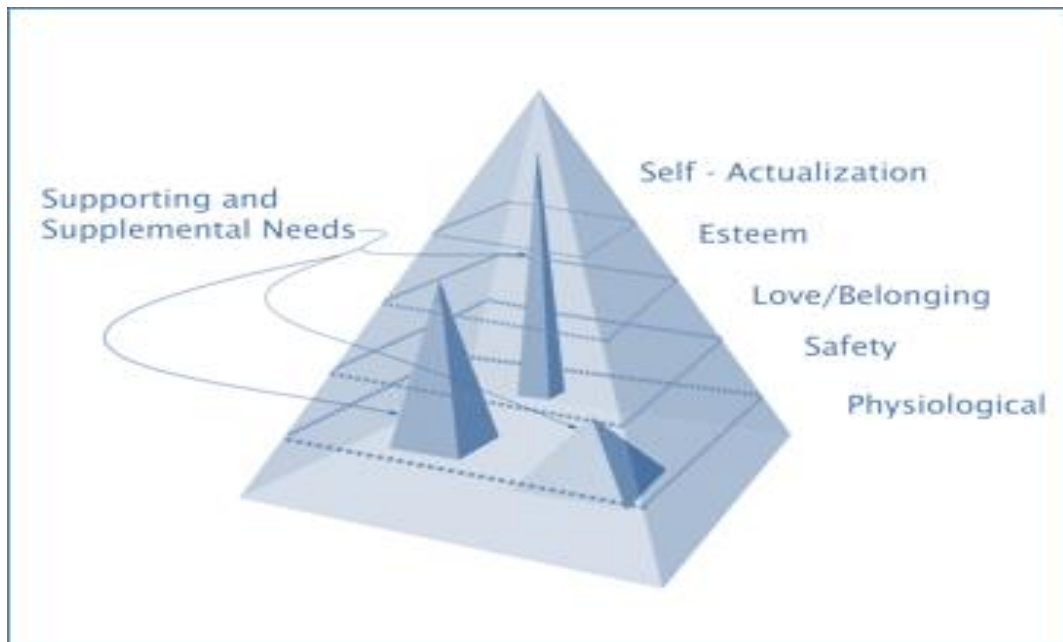 Supporting and
Supplemental Needs
Self - Actualization
Esteem
Love/Belonging
Safety
Physiological